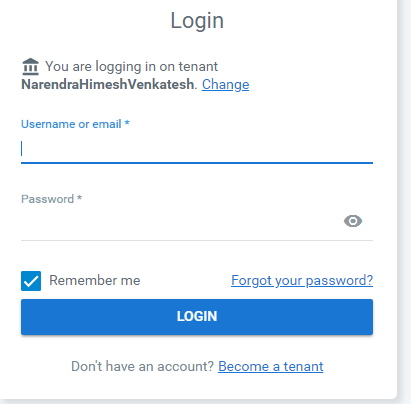 Login
You are logging in on tenant
NarendraHimeshVenkatesh. Change
Username or email *
Password *
Remember me Forgot your password?
LOGIN
Don't have an account? Become a tenant